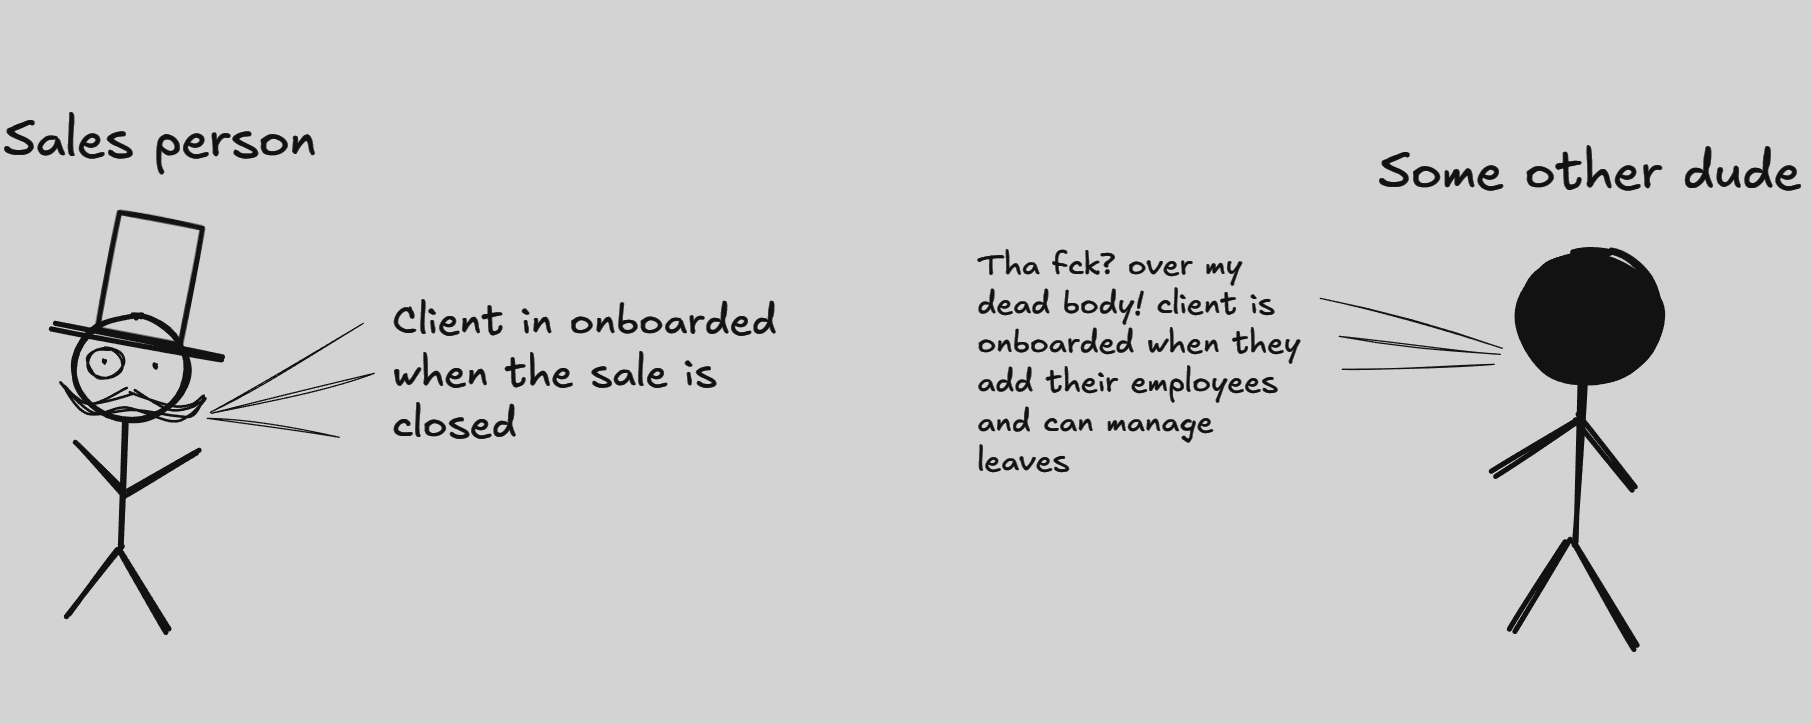 Sales person
Client in onboarded
when the sale is
closed
Some other dude
Tha fck? over my
dead body! client is
onboarded when they
add their employees
and can manage
leaves